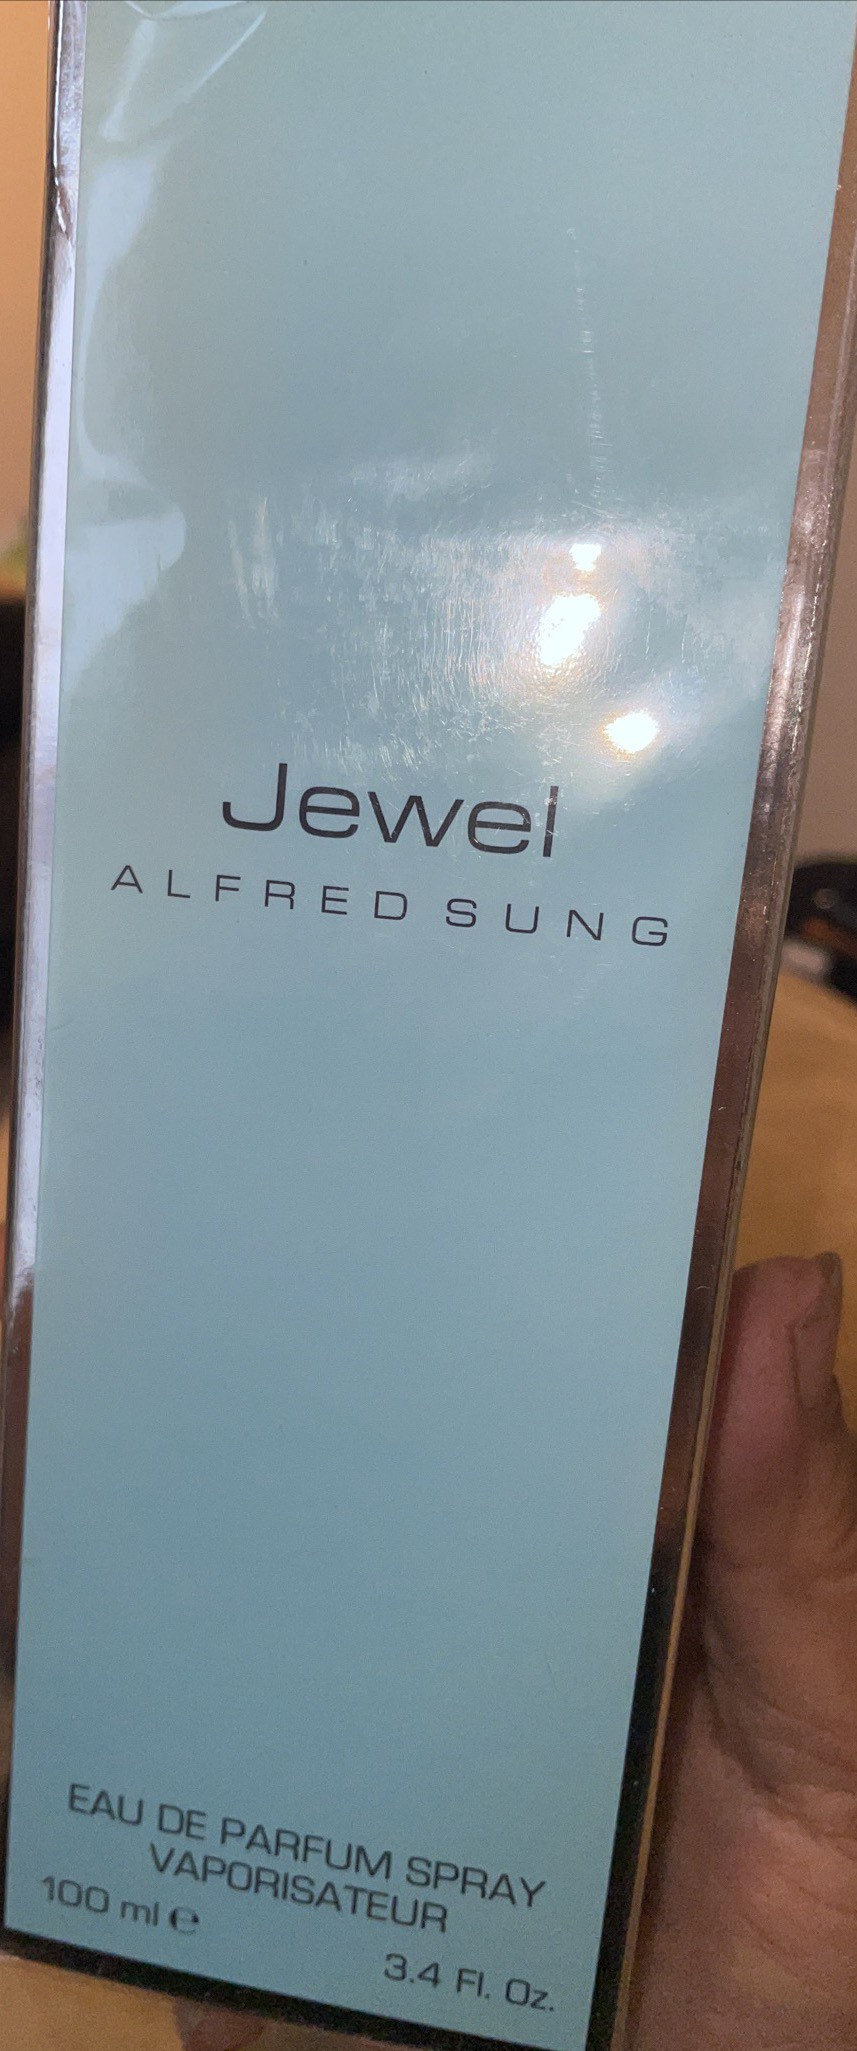 Jewel
ALFRED SUNG
EAU DE PARFUM SPRAY
VAPORISATEUR
100 ml e
3.4 Fl. Oz.